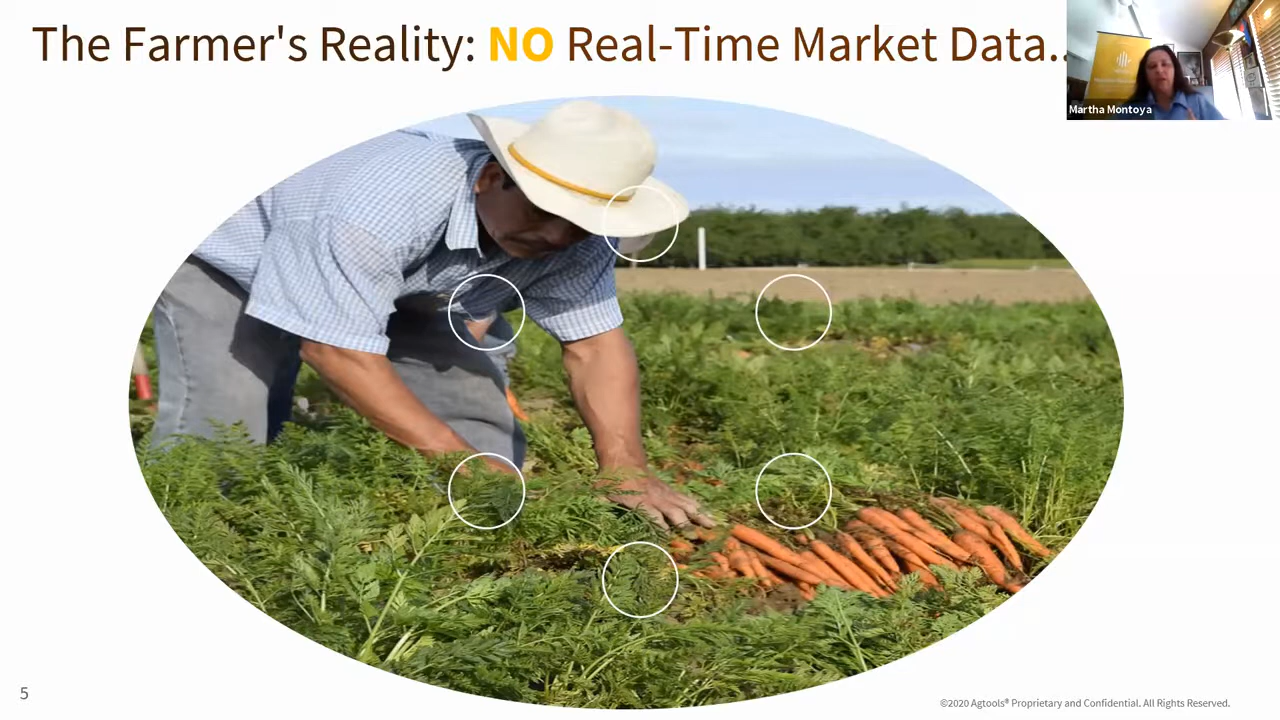 The Farmer's Reality: NO Real-Time Market Data..
Martha Montoya
5
©2020 Agtools® Proprietary and Confidential. All Rights Reserved.